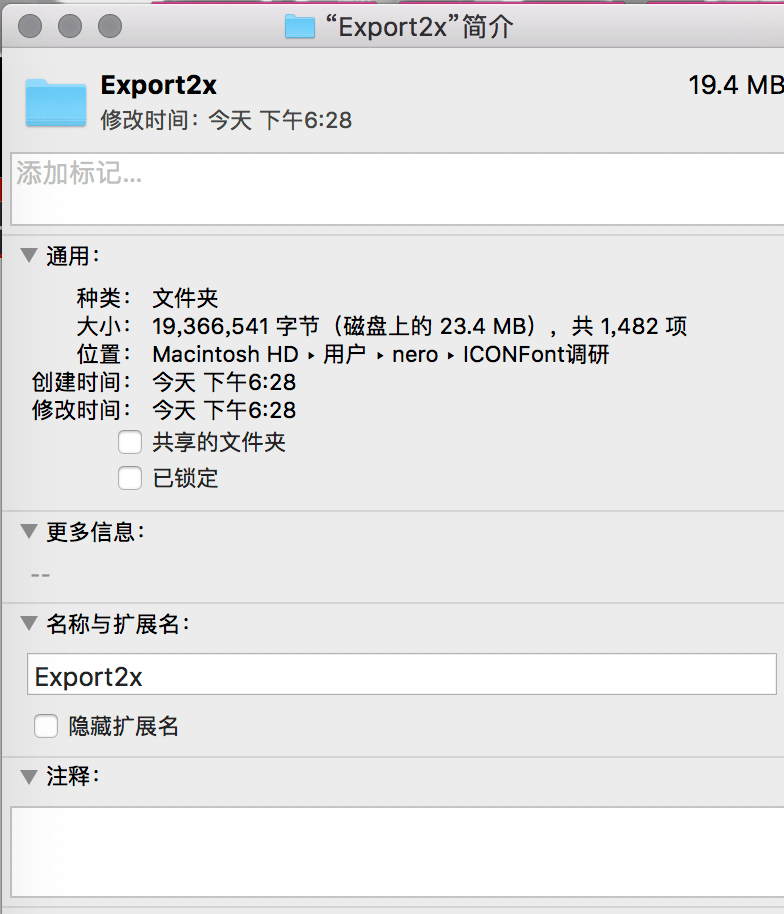 “Export2x”简介
Export2x 19.4 MB
修改时间：今天 下午6:28
添加标记...
通用：
种类： 文件夹
大小： 19,366,541 字节（磁盘上的 23.4 MB），共 1,482 项
位置： Macintosh HD ▸ 用户 ▸ nero ▸ ICONFont调研
创建时间： 今天 下午6:28
修改时间： 今天 下午6:28
共享的文件夹
已锁定
更多信息：
--
名称与扩展名：
Export2x
隐藏扩展名
注释：